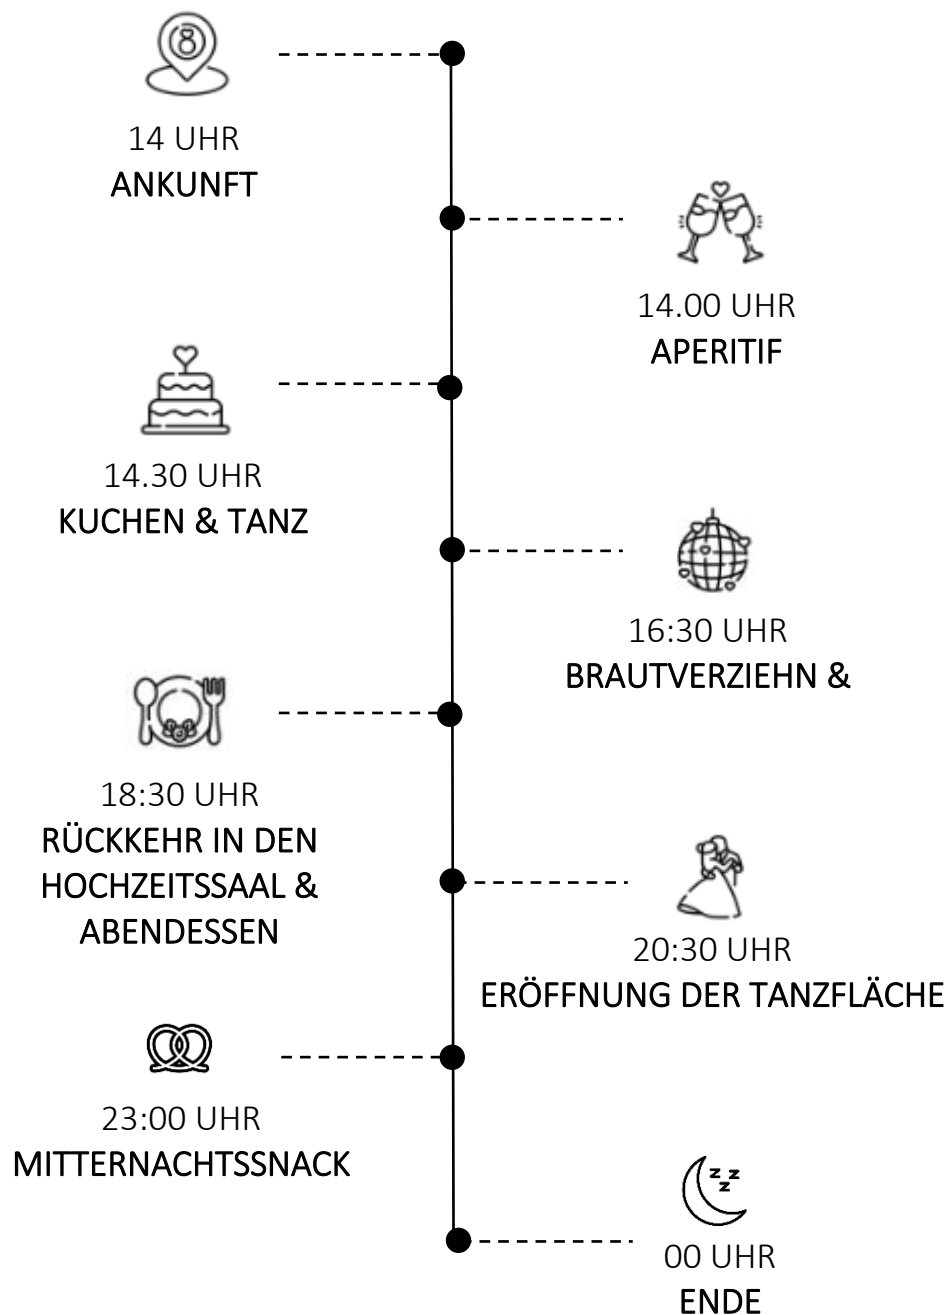 14 UHR
ANKUNFT
14.00 UHR
APERITIF
14.30 UHR
KUCHEN & TANZ
16:30 UHR
BRAUTVERZIEHN &
18:30 UHR
RÜCKKEHR IN DEN
HOCHZEITSSAAL &
ABENDESSEN
20:30 UHR
ERÖFFNUNG DER TANZFLÄCHE
23:00 UHR
MITTERNACHTSSNACK
z z z
00 UHR
ENDE